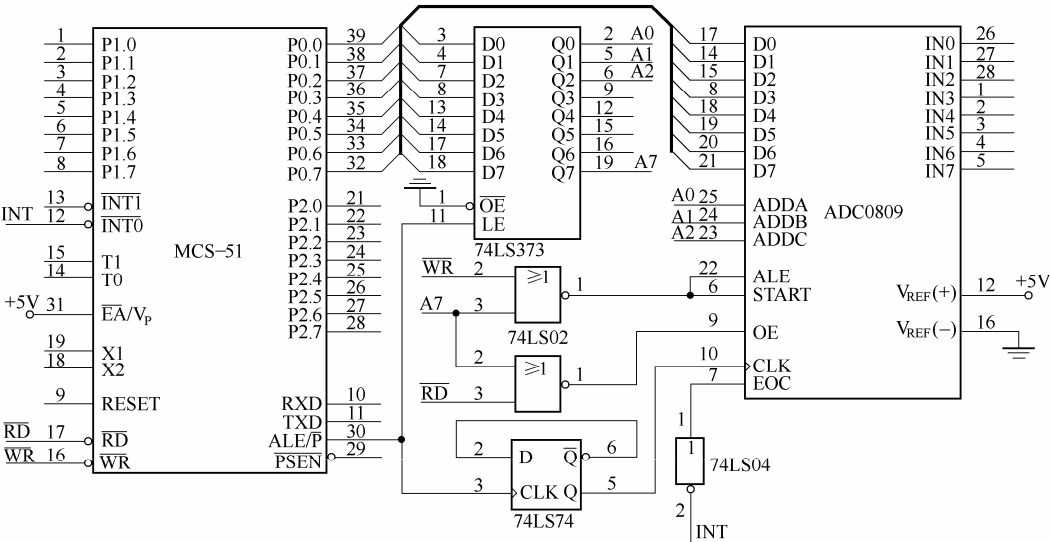 1 P1.0
2 P1.1
3 P1.2
4 P1.3
5 P1.4
6 P1.5
7 P1.6
8 P1.7
13 INT1
INT 12 INT0
15 T1
14 T0
+5V 31 EA/VP
19 X1
18 X2
9 RESET
RD 17 RD
WR 16 WR
MCS-51
P0.0 39
P0.1 38
P0.2 37
P0.3 36
P0.4 35
P0.5 34
P0.6 33
P0.7 32
P2.0 21
P2.1 22
P2.2 23
P2.3 24
P2.4 25
P2.5 26
P2.6 27
P2.7 28
RXD 10
TXD 11
ALE/P 30
PSEN 29
3 D0 Q0 2 A0
4 D1 Q1 5 A1
7 D2 Q2 6 A2
8 D3 Q3 9
13 D4 Q4 12
14 D5 Q5 15
17 D6 Q6 16
18 D7 Q7 19 A7
1 OE
11 LE
74LS373
WR 2 ≥1 1
A7 3
74LS02
2 ≥1 1
RD 3
2 D Q 6
3 CLK Q 5
74LS74
17 D0
14 D1
15 D2
8 D3
18 D4
19 D5
20 D6
21 D7
A0 25 ADDA
A1 24 ADDB
A2 23 ADDC
22 ALE
6 START
9 OE
10 CLK
7 EOC
ADC0809
IN0 26
IN1 27
IN2 28
IN3 1
IN4 2
IN5 3
IN6 4
IN7 5
VREF(+) 12 +5V
VREF(−) 16
1
1 74LS04
2
INT